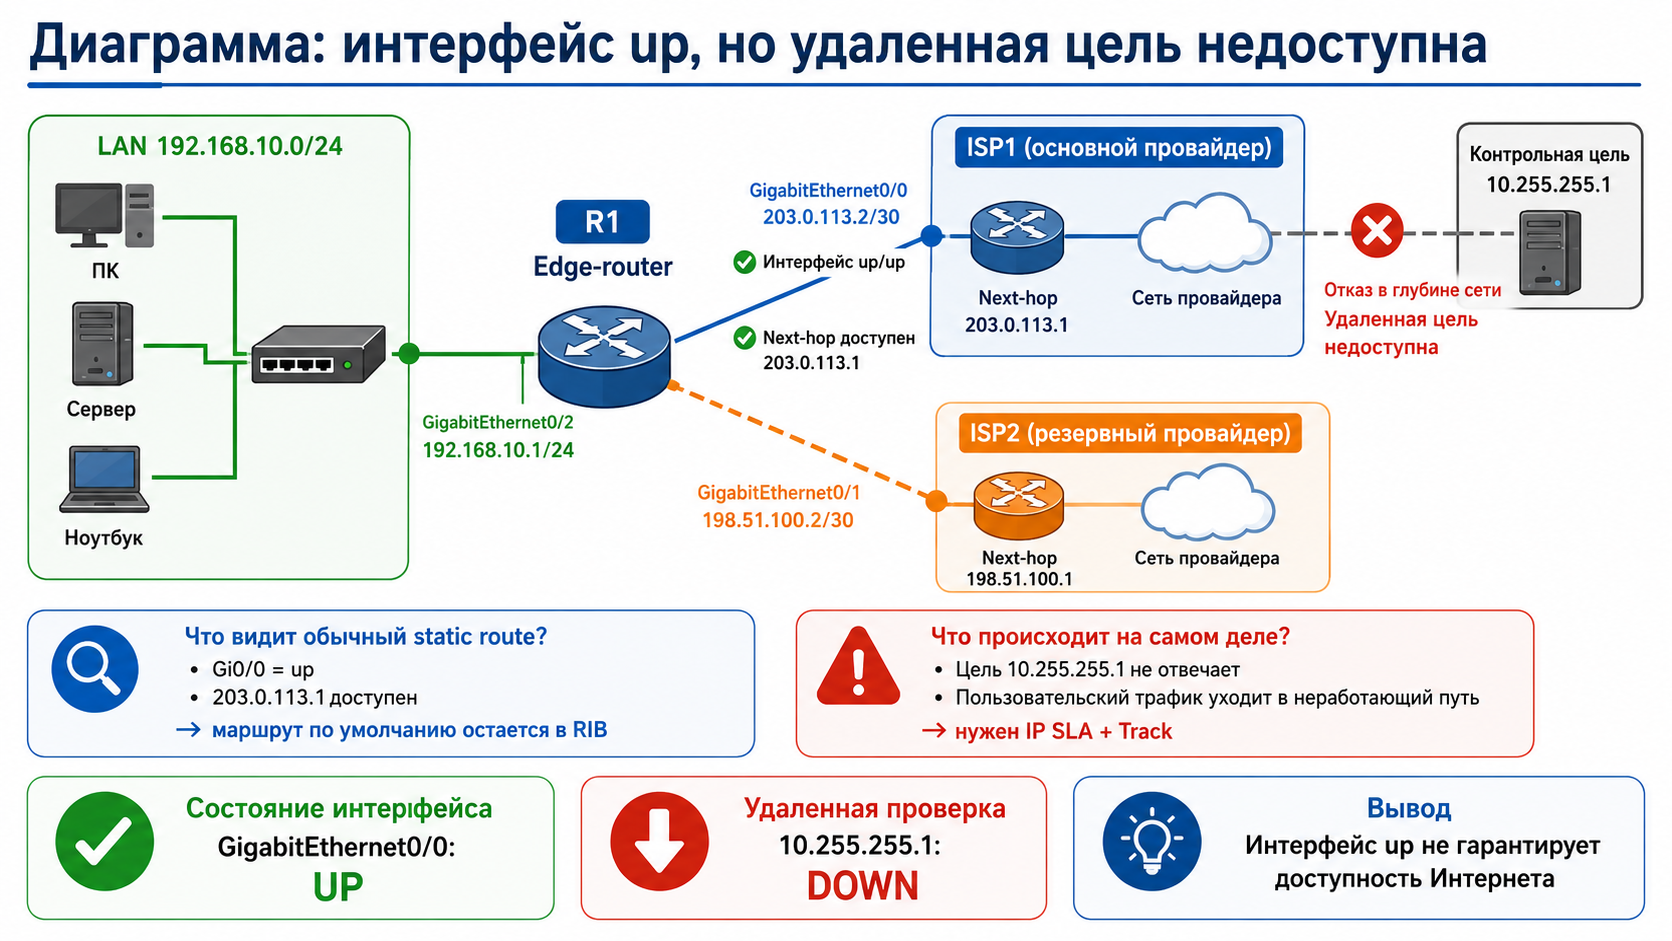 Диаграмма: интерфейс up, но удаленная цель недоступна
LAN 192.168.10.0/24
ПК
Сервер
Ноутбук
GigabitEthernet0/2
192.168.10.1/24
R1
Edge-router
GigabitEthernet0/0
203.0.113.2/30
Интерфейс up/up
Next-hop доступен
203.0.113.1
GigabitEthernet0/1
198.51.100.2/30
ISP1 (основной провайдер)
Next-hop
203.0.113.1
Сеть провайдера
Контрольная цель
10.255.255.1
Отказ в глубине сети
Удаленная цель
недоступна
ISP2 (резервный провайдер)
Next-hop
198.51.100.1
Сеть провайдера
Что видит обычный static route?
• Gi0/0 = up
• 203.0.113.1 доступен
→ маршрут по умолчанию остается в RIB
Что происходит на самом деле?
• Цель 10.255.255.1 не отвечает
• Пользовательский трафик уходит в неработающий путь
→ нужен IP SLA + Track
Состояние интерфейса
GigabitEthernet0/0:
UP
Удаленная проверка
10.255.255.1:
DOWN
Вывод
Интерфейс up не гарантирует
доступность Интернета